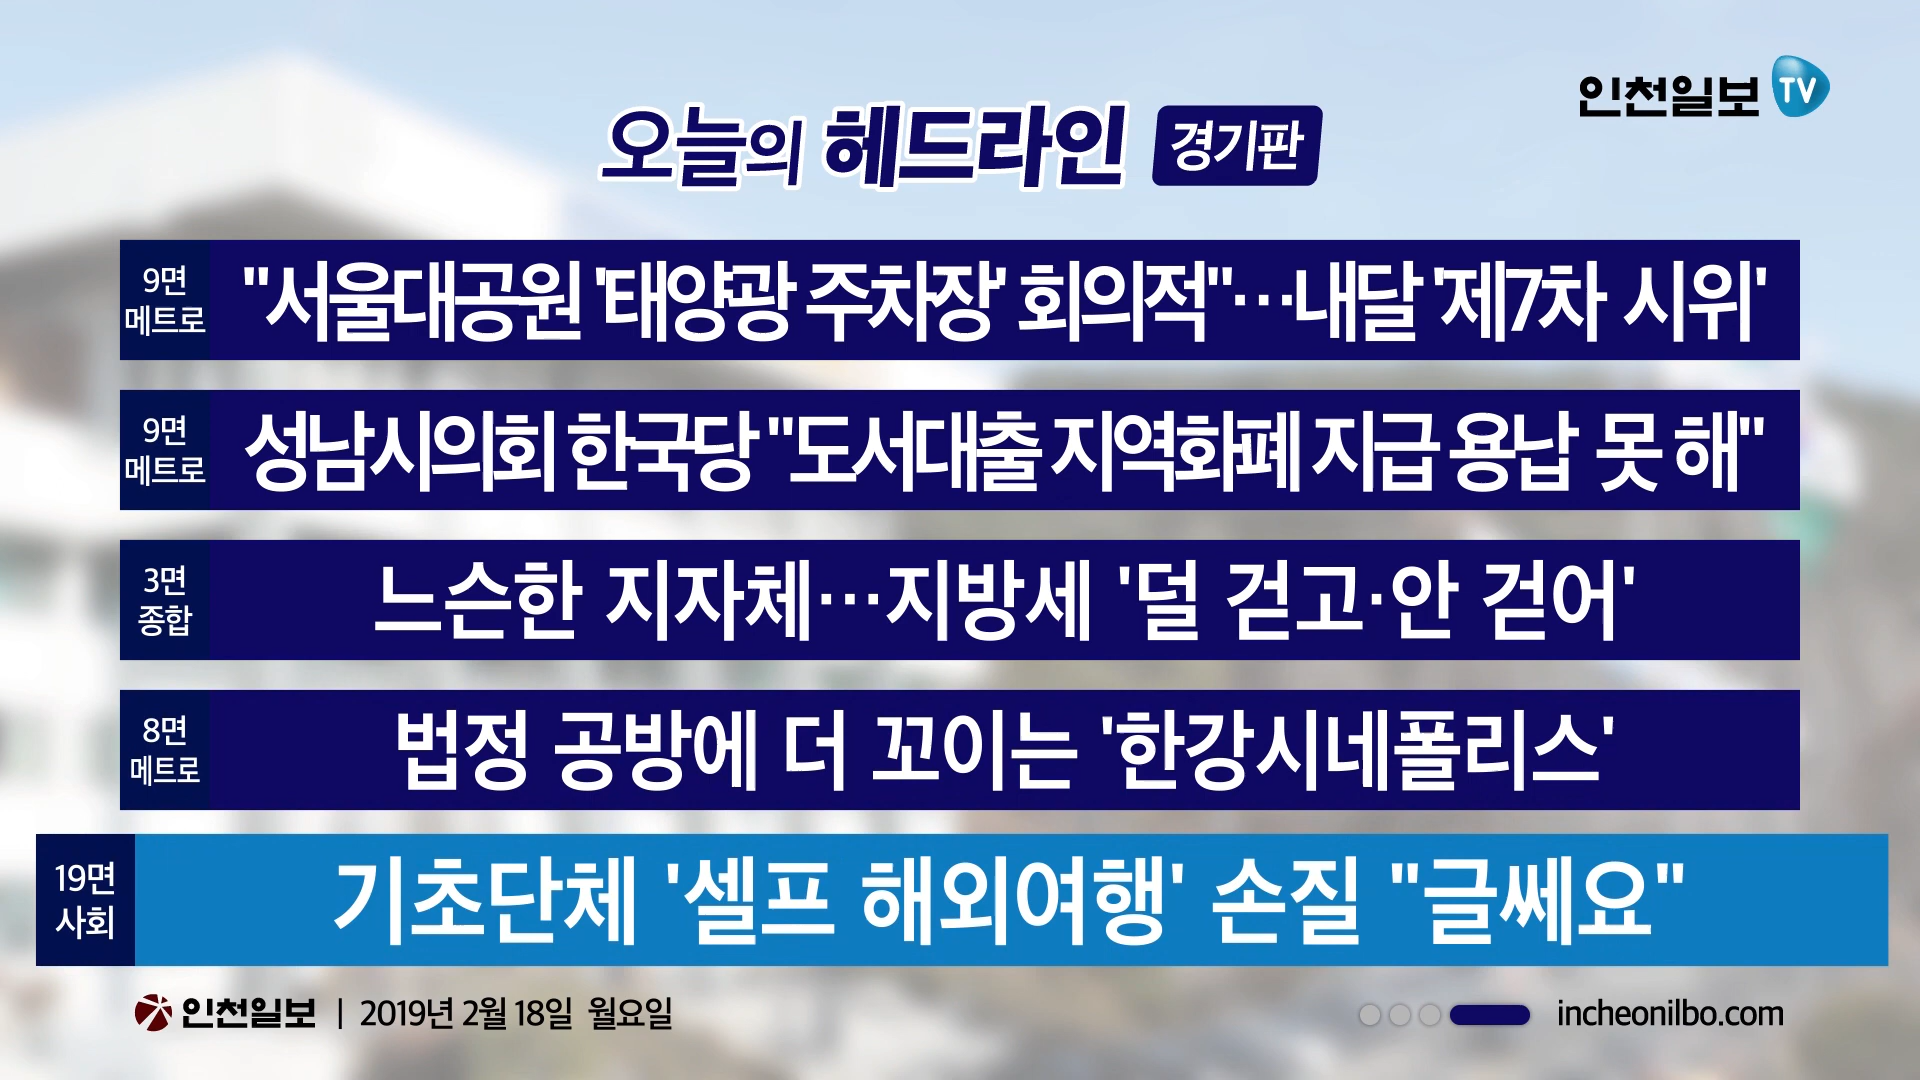 인천일보 TV
오늘의 헤드라인 경기판
9면
메트로
"서울대공원 '태양광 주차장' 회의적"…내달 '제7차 시위'
9면
메트로
성남시의회 한국당 "도서대출 지역화폐 지급 용납 못 해"
3면
종합
느슨한 지자체…지방세 '덜 걷고·안 걷어'
8면
메트로
법정 공방에 더 꼬이는 '한강시네폴리스'
19면
사회
기초단체 '셀프 해외여행' 손질 "글쎄요"
인천일보 | 2019년 2월 18일 월요일
incheonilbo.com